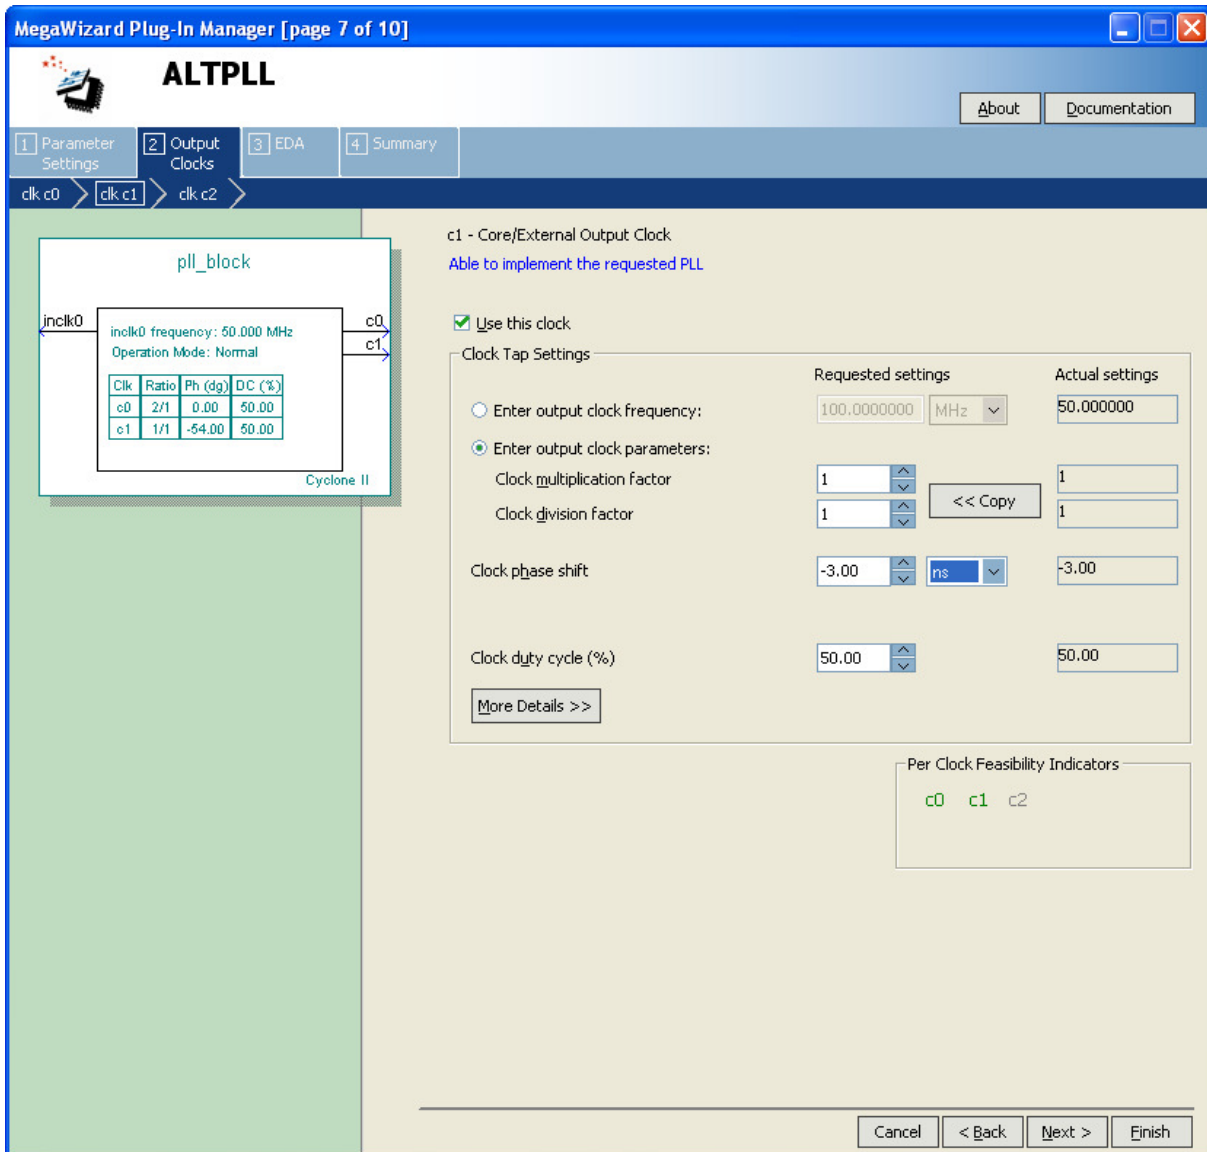 MegaWizard Plug-In Manager [page 7 of 10]
ALTPLL
About Documentation
1 Parameter Settings 2 Output Clocks 3 EDA 4 Summary
clk c0 clk c1 clk c2
pll_block
inclk0
c0
c1
inclk0 frequency: 50.000 MHz
Operation Mode: Normal
Clk Ratio Ph (dg) DC (%)
c0 2/1 0.00 50.00
c1 1/1 -54.00 50.00
Cyclone II
c1 - Core/External Output Clock
Able to implement the requested PLL
Use this clock
Clock Tap Settings
Requested settings Actual settings
Enter output clock frequency: 100.0000000 MHz 50.000000
Enter output clock parameters:
Clock multiplication factor 1 1
<< Copy
Clock division factor 1 1
Clock phase shift -3.00 ns -3.00
Clock duty cycle (%) 50.00 50.00
More Details >>
Per Clock Feasibility Indicators
c0 c1 c2
Cancel < Back Next > Finish